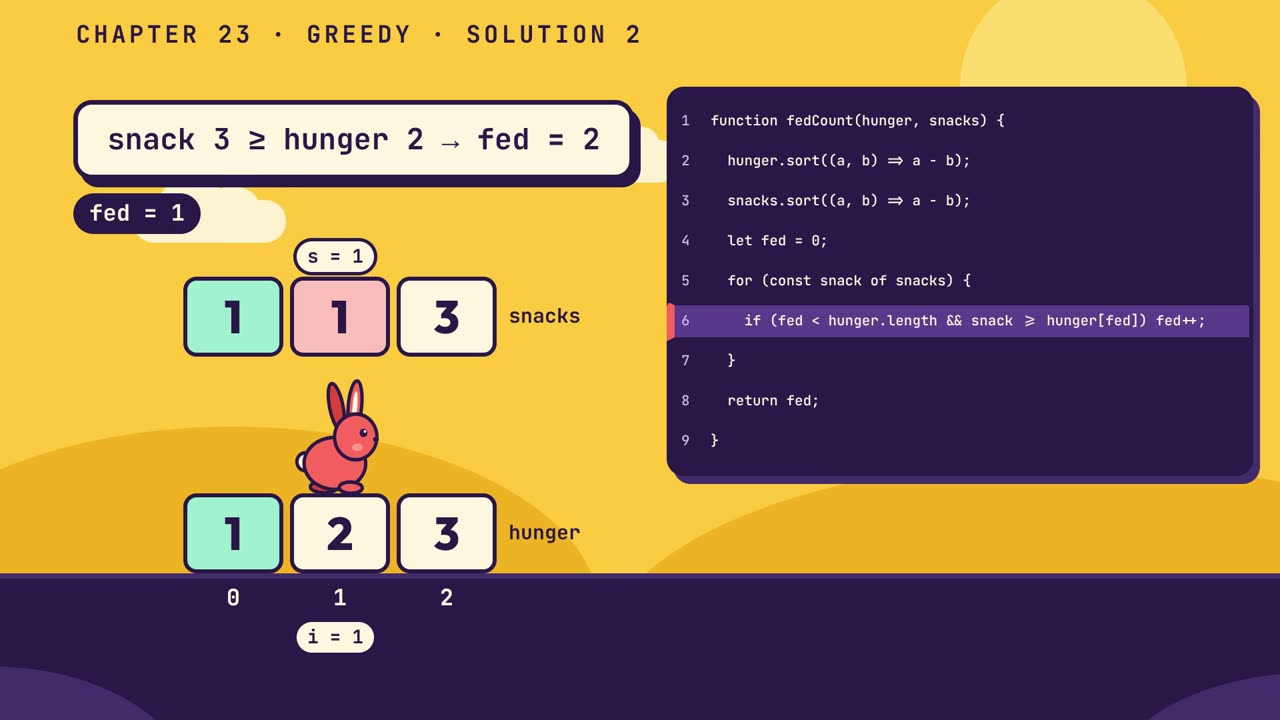 CHAPTER 23 · GREEDY · SOLUTION 2
snack 3 ≥ hunger 2 → fed = 2
fed = 1
s = 1
1 1 3 snacks
1 2 3 hunger
0 1 2
i = 1
1 function fedCount(hunger, snacks) {
2 hunger.sort((a, b) => a - b);
3 snacks.sort((a, b) => a - b);
4 let fed = 0;
5 for (const snack of snacks) {
6 if (fed < hunger.length && snack >= hunger[fed]) fed++;
7 }
8 return fed;
9 }